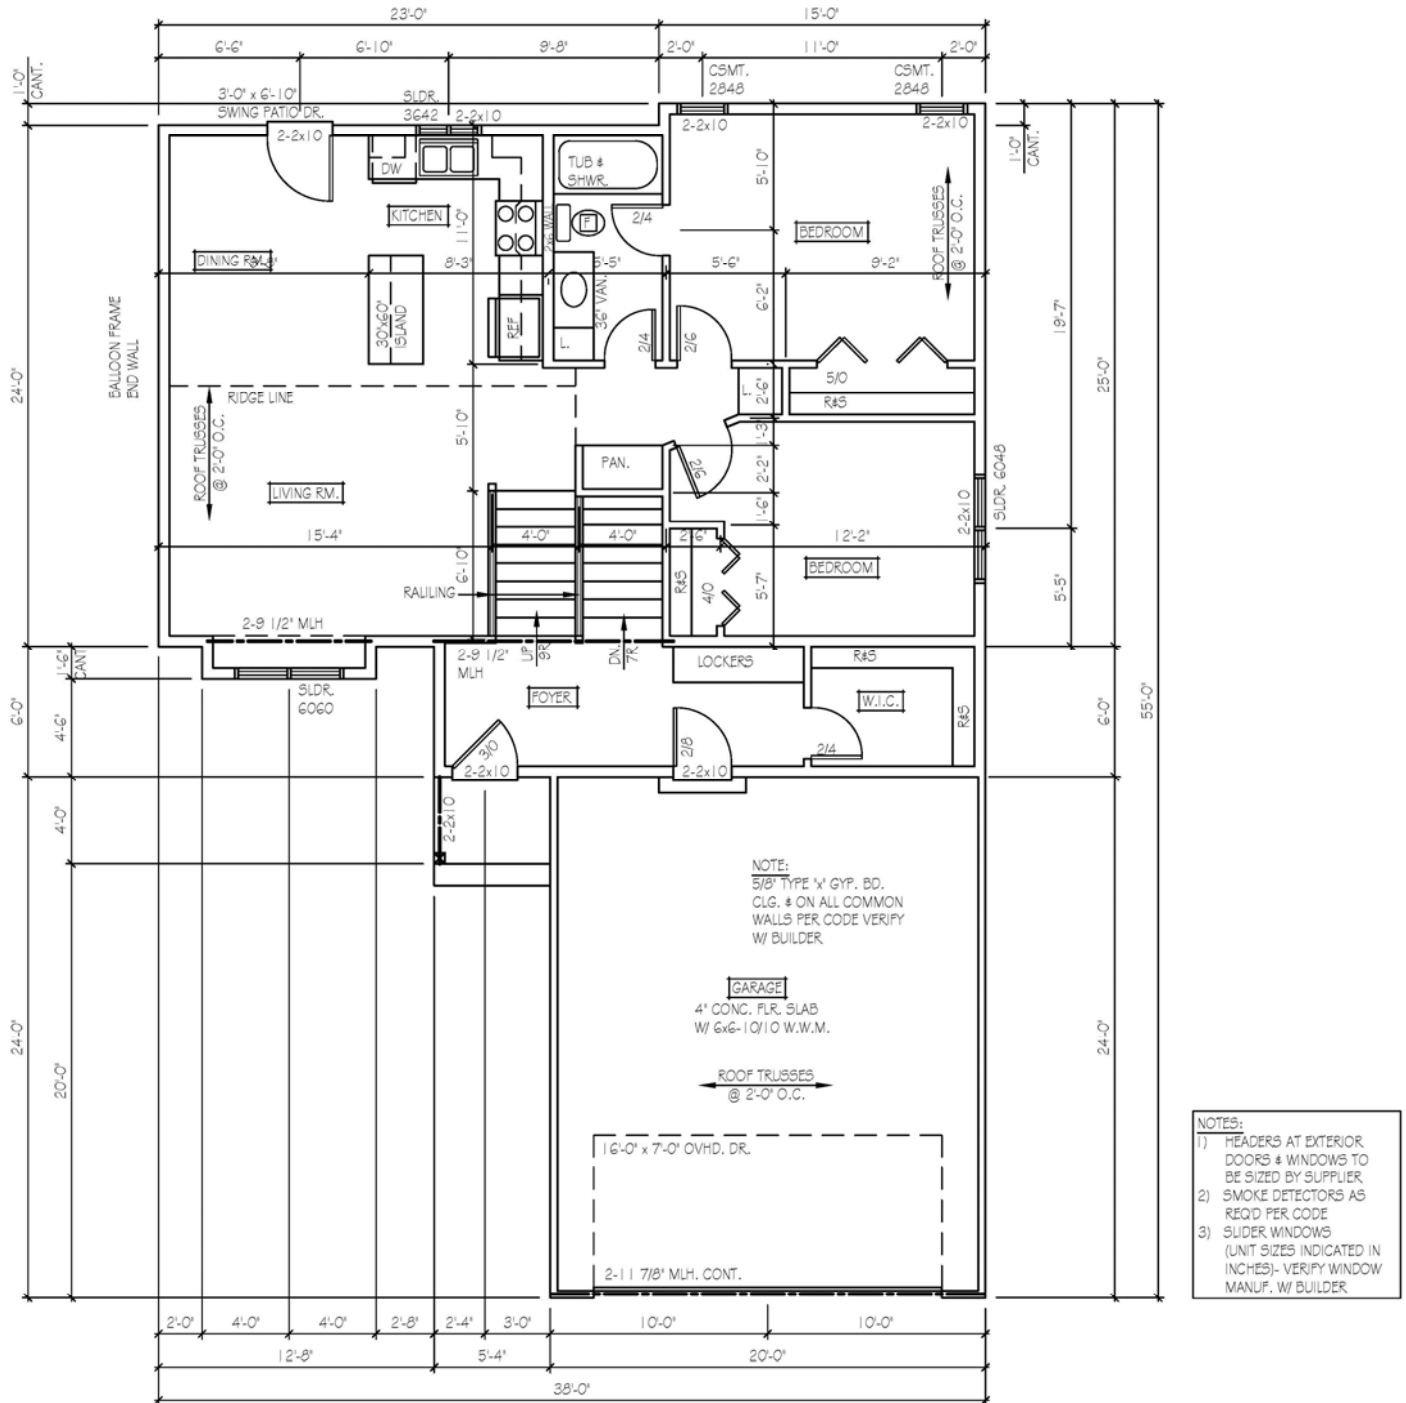 23'-0"
15'-0"
6'-6"
6'-10"
9'-8"
2'-0"
11'-0"
2'-0"
1'-0"
CANT.
3'-0" x 6'-10"
SWING PATIO DR.
2-2x10
SLDR.
3642
2-2x10
CSMT.
2848
2-2x10
CSMT.
2848
2-2x10
1'-0"
CANT.
DW
TUB &
SHWR.
5'-10"
ROOF TRUSSES
@ 2'-0" O.C.
KITCHEN
11'-0"
2x6 WALL
F
2/4
BEDROOM
DINING RM.
8'-3"
5'-5"
5'-6"
9'-2"
BALLOON FRAME
END WALL
30"x60"
ISLAND
REF
36" VAN.
L.
2/4
2/6
6'-2"
19'-7"
24'-0"
25'-0"
RIDGE LINE
ROOF TRUSSES
@ 2'-0" O.C.
5'-10"
L.
2'-6"
5/0
R&S
1'-3"
PAN.
2/6
2'-2"
LIVING RM.
SLDR. 6048
2-2x10
1'-6"
15'-4"
4'-0"
4'-0"
2'-6"
12'-2"
6'-10"
BEDROOM
RALILING
R&S
4/0
5'-7"
5'-5"
2-9 1/2" MLH
2-9 1/2"
MLH
UP
9R
DN.
7R
LOCKERS
R&S
1'-6"
CANT
SLDR.
6060
FOYER
W.I.C.
R&S
6'-0"
4'-6"
6'-0"
55'-0"
3/0
2-2x10
2/8
2-2x10
2/4
4'-0"
2-2x10
NOTE:
5/8" TYPE "X" GYP. BD.
CLG. & ON ALL COMMON
WALLS PER CODE VERIFY
W/ BUILDER
GARAGE
4" CONC. FLR. SLAB
W/ 6x6-10/10 W.W.M.
24'-0"
20'-0"
24'-0"
ROOF TRUSSES
@ 2'-0" O.C.
16'-0" x 7'-0" OVHD. DR.
2-11 7/8" MLH. CONT.
NOTES:
1) HEADERS AT EXTERIOR
DOORS & WINDOWS TO
BE SIZED BY SUPPLIER
2) SMOKE DETECTORS AS
REQ'D PER CODE
3) SLIDER WINDOWS
(UNIT SIZES INDICATED IN
INCHES)- VERIFY WINDOW
MANUF. W/ BUILDER
2'-0"
4'-0"
4'-0"
2'-8"
2'-4"
3'-0"
10'-0"
10'-0"
12'-8"
5'-4"
20'-0"
38'-0"